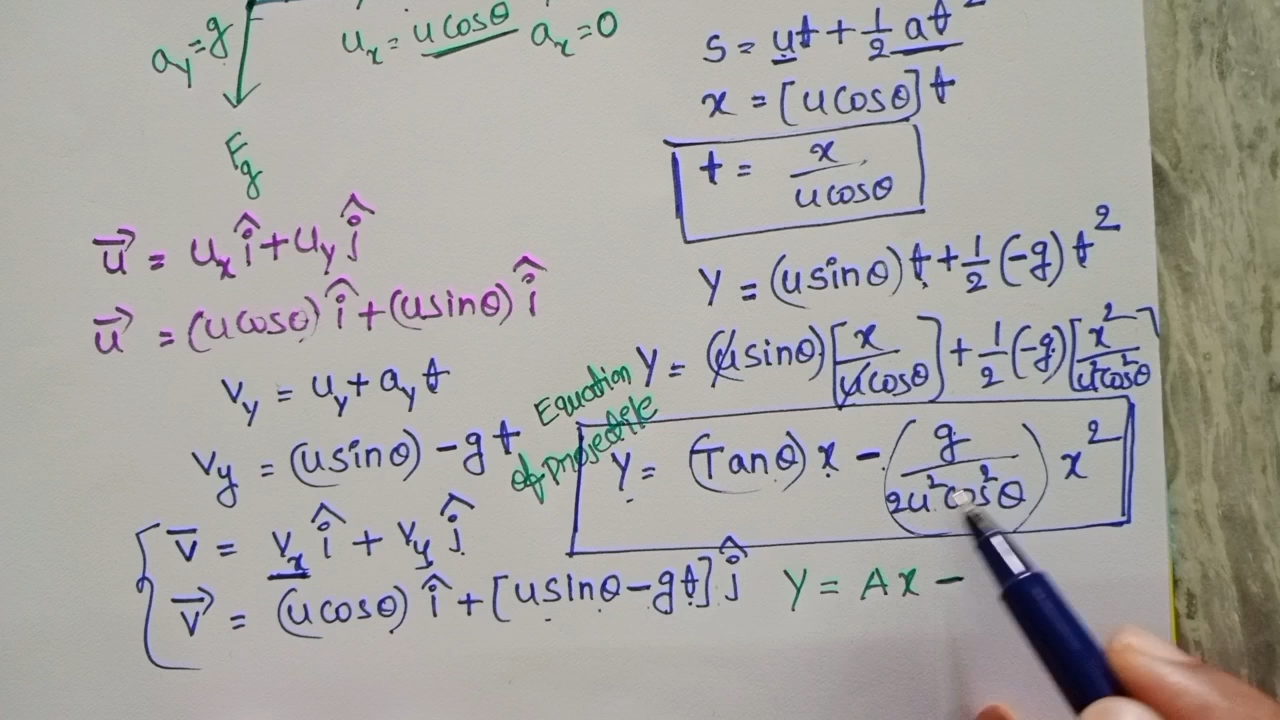 a_y = g
u_x = u cosθ a_x = 0
F_g
u⃗ = u_x î + u_y ĵ
u⃗ = (u cosθ) î + (u sinθ) ĵ
v_y = u_y + a_y t
v_y = (u sinθ) - gt
v̅ = v_x î + v_y ĵ
v⃗ = (u cosθ) î + [u sinθ - gt] ĵ
S = ut + 1/2 at²
x = [u cosθ] t
t = x / (u cosθ)
Y = (u sinθ) t + 1/2 (-g) t²
Y = (u sinθ) [x / (u cosθ)] + 1/2 (-g) [x² / (u² cos²θ)]
Equation
of projectile
Y = (Tanθ) x - (g / (2u² cos²θ)) x²
Y = Ax -